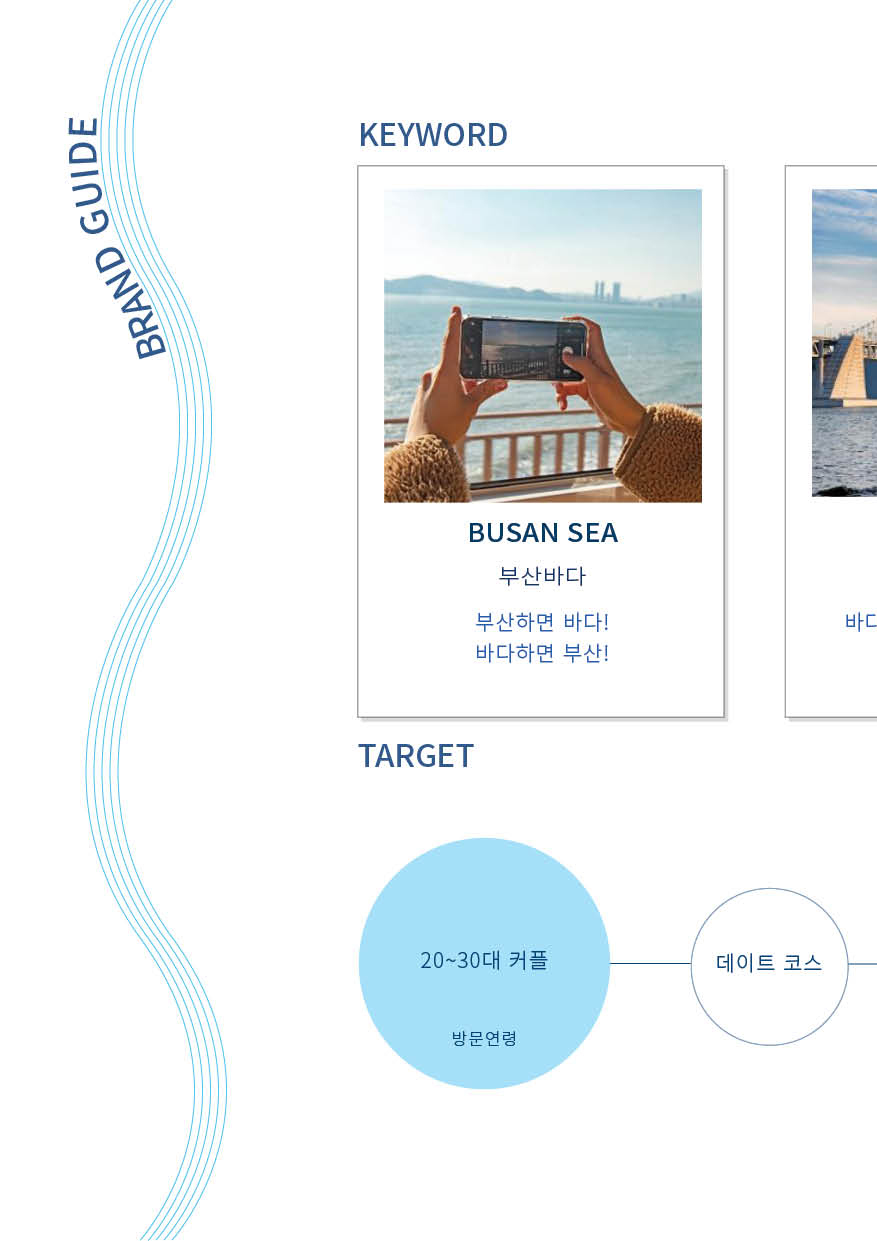 BRAND GUIDE
KEYWORD
BUSAN SEA
부산바다
부산하면 바다!
바다하면 부산!
바다
TARGET
20~30대 커플
방문연령
데이트 코스